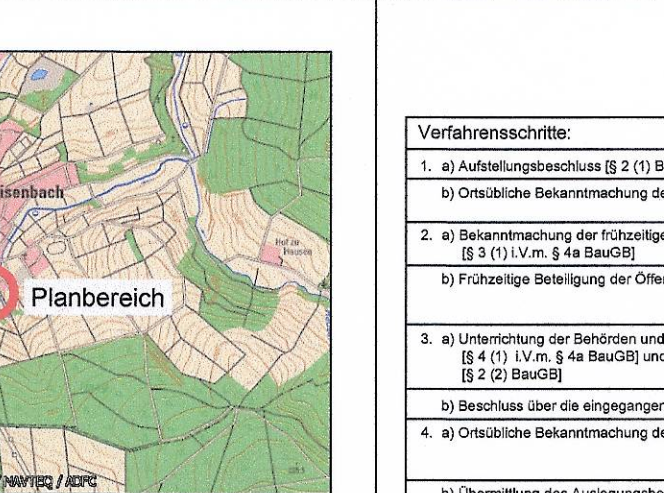 isenbach
Hof zu
Hausen
Planbereich
NAVTEQ / ADFC
Verfahrensschritte:
1. a) Aufstellungsbeschluss [§ 2 (1) B
b) Ortsübliche Bekanntmachung de
2. a) Bekanntmachung der frühzeitige
[§ 3 (1) i.V.m. § 4a BauGB]
b) Frühzeitige Beteiligung der Öffe
3. a) Unterrichtung der Behörden und
[§ 4 (1) i.V.m. § 4a BauGB] und
[§ 2 (2) BauGB]
b) Beschluss über die eingegangen
4. a) Ortsübliche Bekanntmachung de
b) Übermittlung des Auslegungsbe